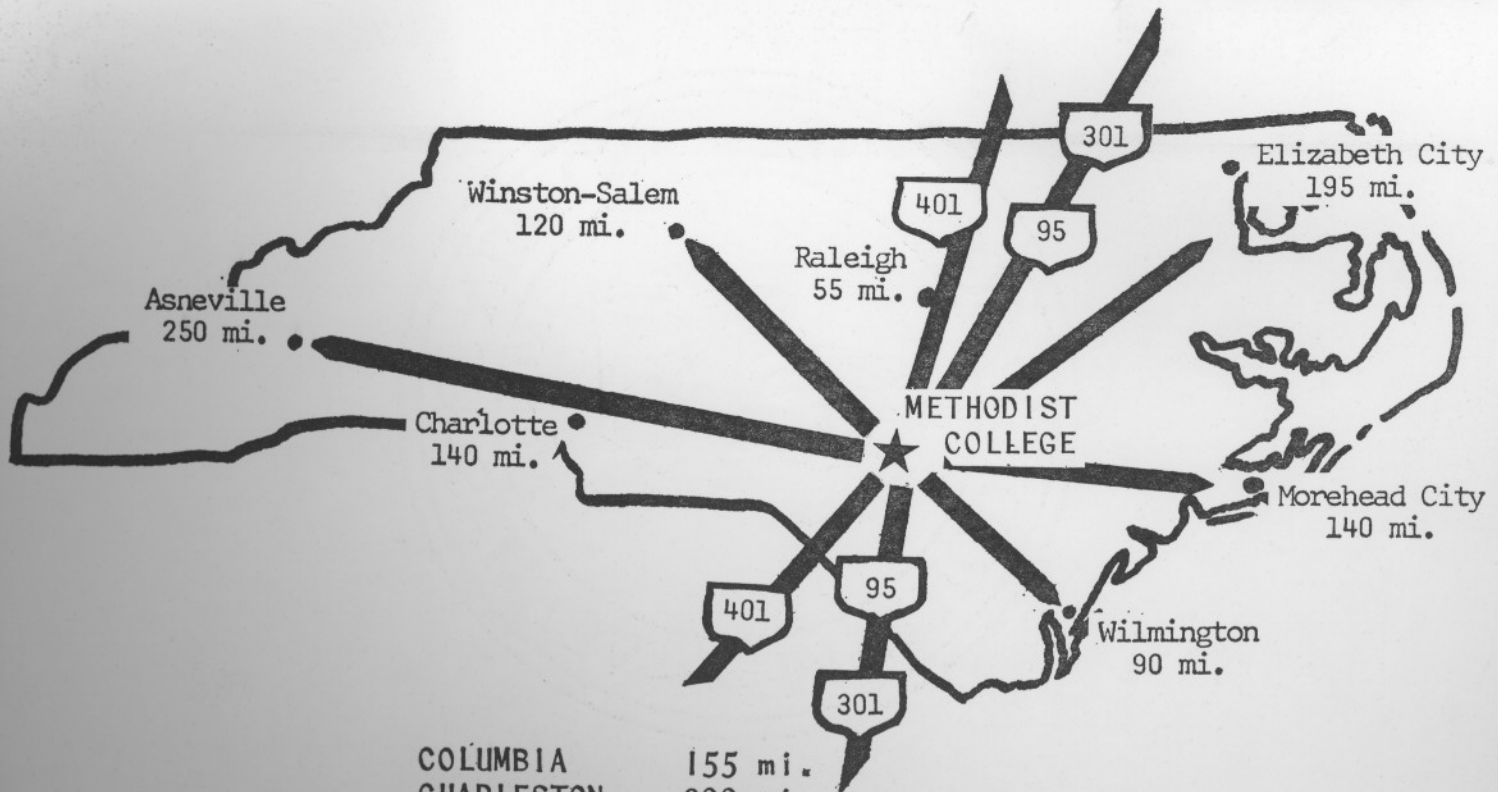 301
Elizabeth City
195 mi.
Winston-Salem
120 mi.
401
95
Raleigh
55 mi.
Asneville
250 mi.
METHODIST
COLLEGE
Charlotte
140 mi.
Morehead City
140 mi.
95
401
Wilmington
90 mi.
301
COLUMBIA 155 mi.
CHARLESTON